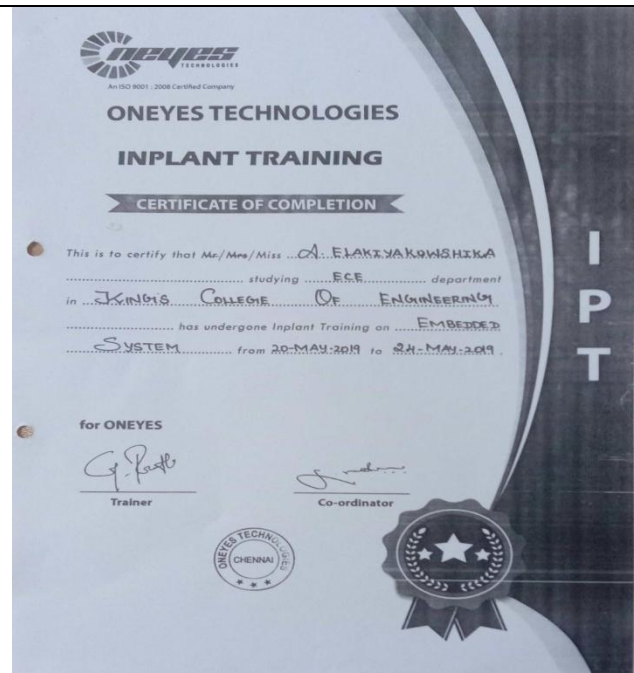 Oneyes
TECHNOLOGIES
An ISO 9001 : 2008 Certified Company
ONEYES TECHNOLOGIES
INPLANT TRAINING
CERTIFICATE OF COMPLETION
This is to certify that Mr/Mrs/Miss ...A. ELAKIYAKOWSHIKA
.................................... studying .....ECE............... department
in ...KING'S COLLEGE OF ENGINEERING
........................... has undergone Inplant Training on ...EMBEDDED
......SYSTEM............ from 20-MAY-2019 to 24-MAY-2019.
I
P
T
for ONEYES
Trainer
Co-ordinator
ONEYES TECHNOLOGIES
CHENNAI